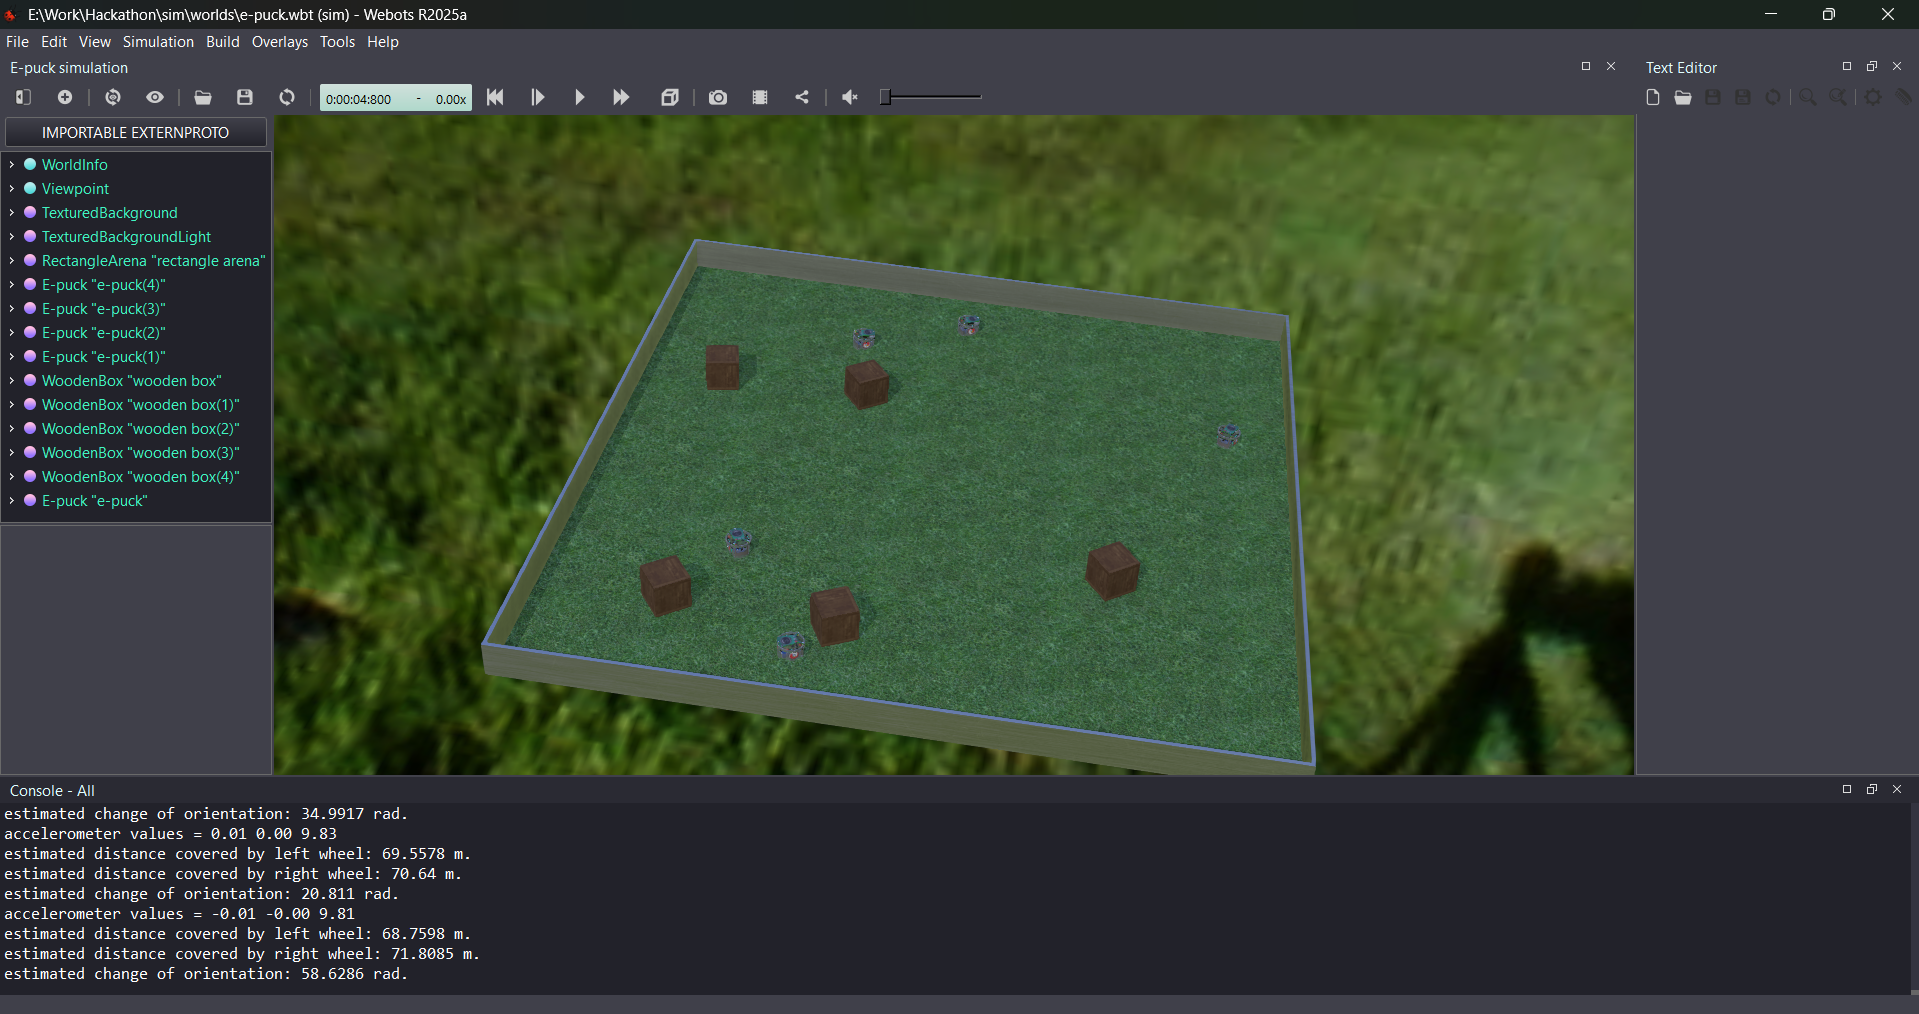 E:\Work\Hackathon\sim\worlds\e-puck.wbt (sim) - Webots R2025a
File Edit View Simulation Build Overlays Tools Help
E-puck simulation
Text Editor
0:00:04:800 - 0.00x
IMPORTABLE EXTERNPROTO
WorldInfo
Viewpoint
TexturedBackground
TexturedBackgroundLight
RectangleArena "rectangle arena"
E-puck "e-puck(4)"
E-puck "e-puck(3)"
E-puck "e-puck(2)"
E-puck "e-puck(1)"
WoodenBox "wooden box"
WoodenBox "wooden box(1)"
WoodenBox "wooden box(2)"
WoodenBox "wooden box(3)"
WoodenBox "wooden box(4)"
E-puck "e-puck"
Console - All
estimated change of orientation: 34.9917 rad.
accelerometer values = 0.01 0.00 9.83
estimated distance covered by left wheel: 69.5578 m.
estimated distance covered by right wheel: 70.64 m.
estimated change of orientation: 20.811 rad.
accelerometer values = -0.01 -0.00 9.81
estimated distance covered by left wheel: 68.7598 m.
estimated distance covered by right wheel: 71.8085 m.
estimated change of orientation: 58.6286 rad.